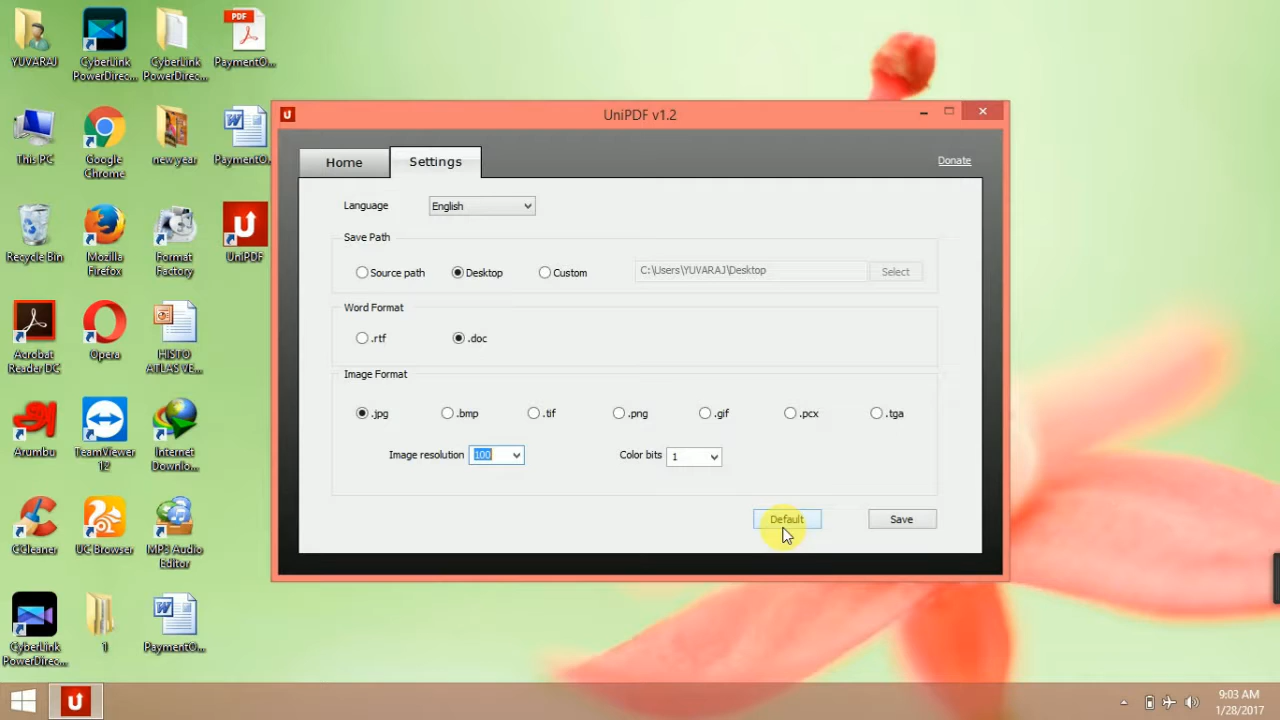 YUVARAJ
CyberLink
PowerDirec...
CyberLink
PowerDirec...
PDF
PaymentO...
This PC
Google
Chrome
new year
PaymentO...
Recycle Bin
Mozilla
Firefox
Format
Factory
UniPDF
Acrobat
Reader DC
Opera
HISTO
ATLAS VE...
அ
Arumbu
TeamViewer
12
Internet
Downlo...
CCleaner
UC Browser
MP3 Audio
Editor
CyberLink
PowerDirec...
1
PaymentO...
UniPDF v1.2
Home
Settings
Donate
Language
English
Save Path
Source path
Desktop
Custom
C:\Users\YUVARAJ\Desktop
Select
Word Format
.rtf
.doc
Image Format
.jpg
.bmp
.tif
.png
.gif
.pcx
.tga
Image resolution
100
Color bits
1
Default
Save
9:03 AM
1/28/2017